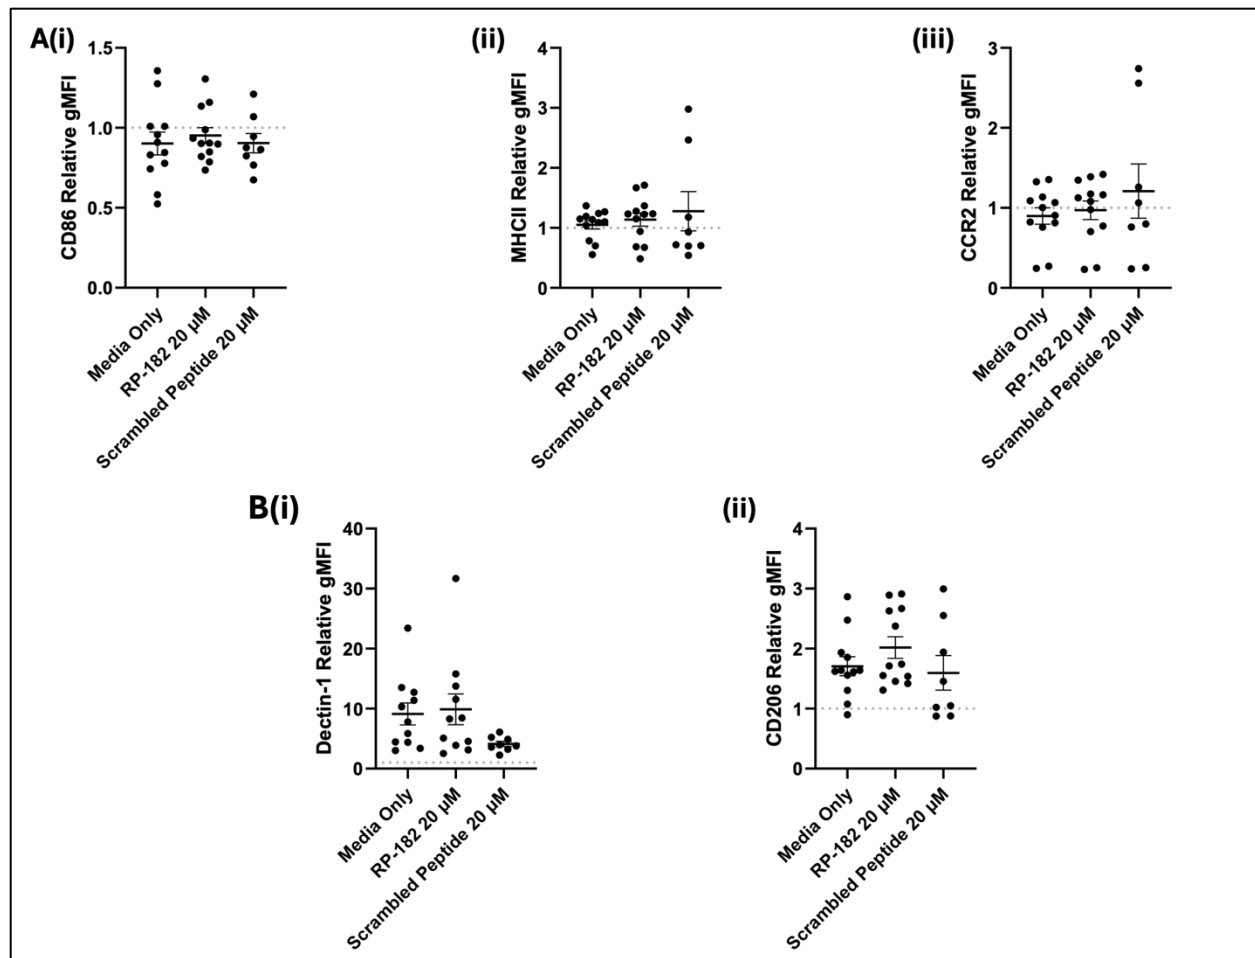 A(i)
CD86 Relative gMFI
1.5
1.0
0.5
0.0
Media Only
RP-182 20 µM
Scrambled Peptide 20 µM
(ii)
MHCII Relative gMFI
4
3
2
1
0
Media Only
RP-182 20 µM
Scrambled Peptide 20 µM
(iii)
CCR2 Relative gMFI
3
2
1
0
Media Only
RP-182 20 µM
Scrambled Peptide 20 µM
B(i)
Dectin-1 Relative gMFI
40
30
20
10
0
Media Only
RP-182 20 µM
Scrambled Peptide 20 µM
(ii)
CD206 Relative gMFI
4
3
2
1
0
Media Only
RP-182 20 µM
Scrambled Peptide 20 µM